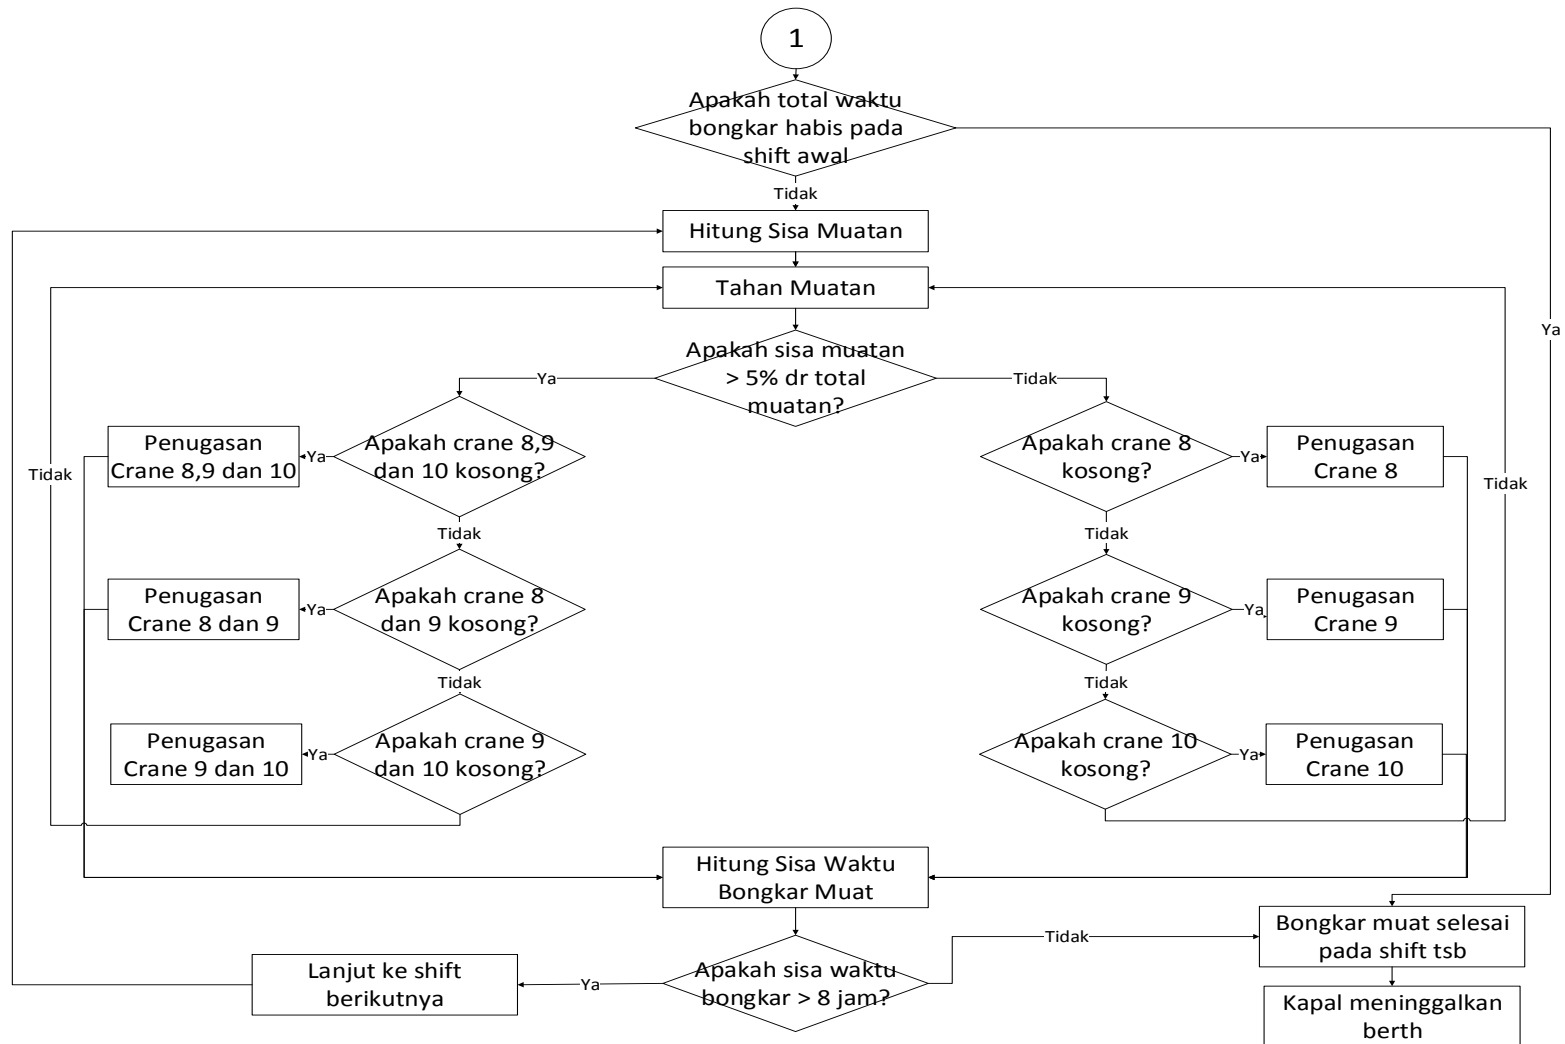 1
Apakah total waktu
bongkar habis pada
shift awal
Tidak
Hitung Sisa Muatan
Tahan Muatan
Ya
Apakah sisa muatan
> 5% dr total
muatan?
Ya
Tidak
Penugasan
Crane 8,9 dan 10
Ya
Apakah crane 8,9
dan 10 kosong?
Apakah crane 8
kosong?
Ya
Penugasan
Crane 8
Tidak
Tidak
Tidak
Tidak
Penugasan
Crane 8 dan 9
Ya
Apakah crane 8
dan 9 kosong?
Apakah crane 9
kosong?
Ya
Penugasan
Crane 9
Tidak
Tidak
Penugasan
Crane 9 dan 10
Ya
Apakah crane 9
dan 10 kosong?
Apakah crane 10
kosong?
Ya
Penugasan
Crane 10
Hitung Sisa Waktu
Bongkar Muat
Bongkar muat selesai
pada shift tsb
Tidak
Lanjut ke shift
berikutnya
Ya
Apakah sisa waktu
bongkar > 8 jam?
Kapal meninggalkan
berth